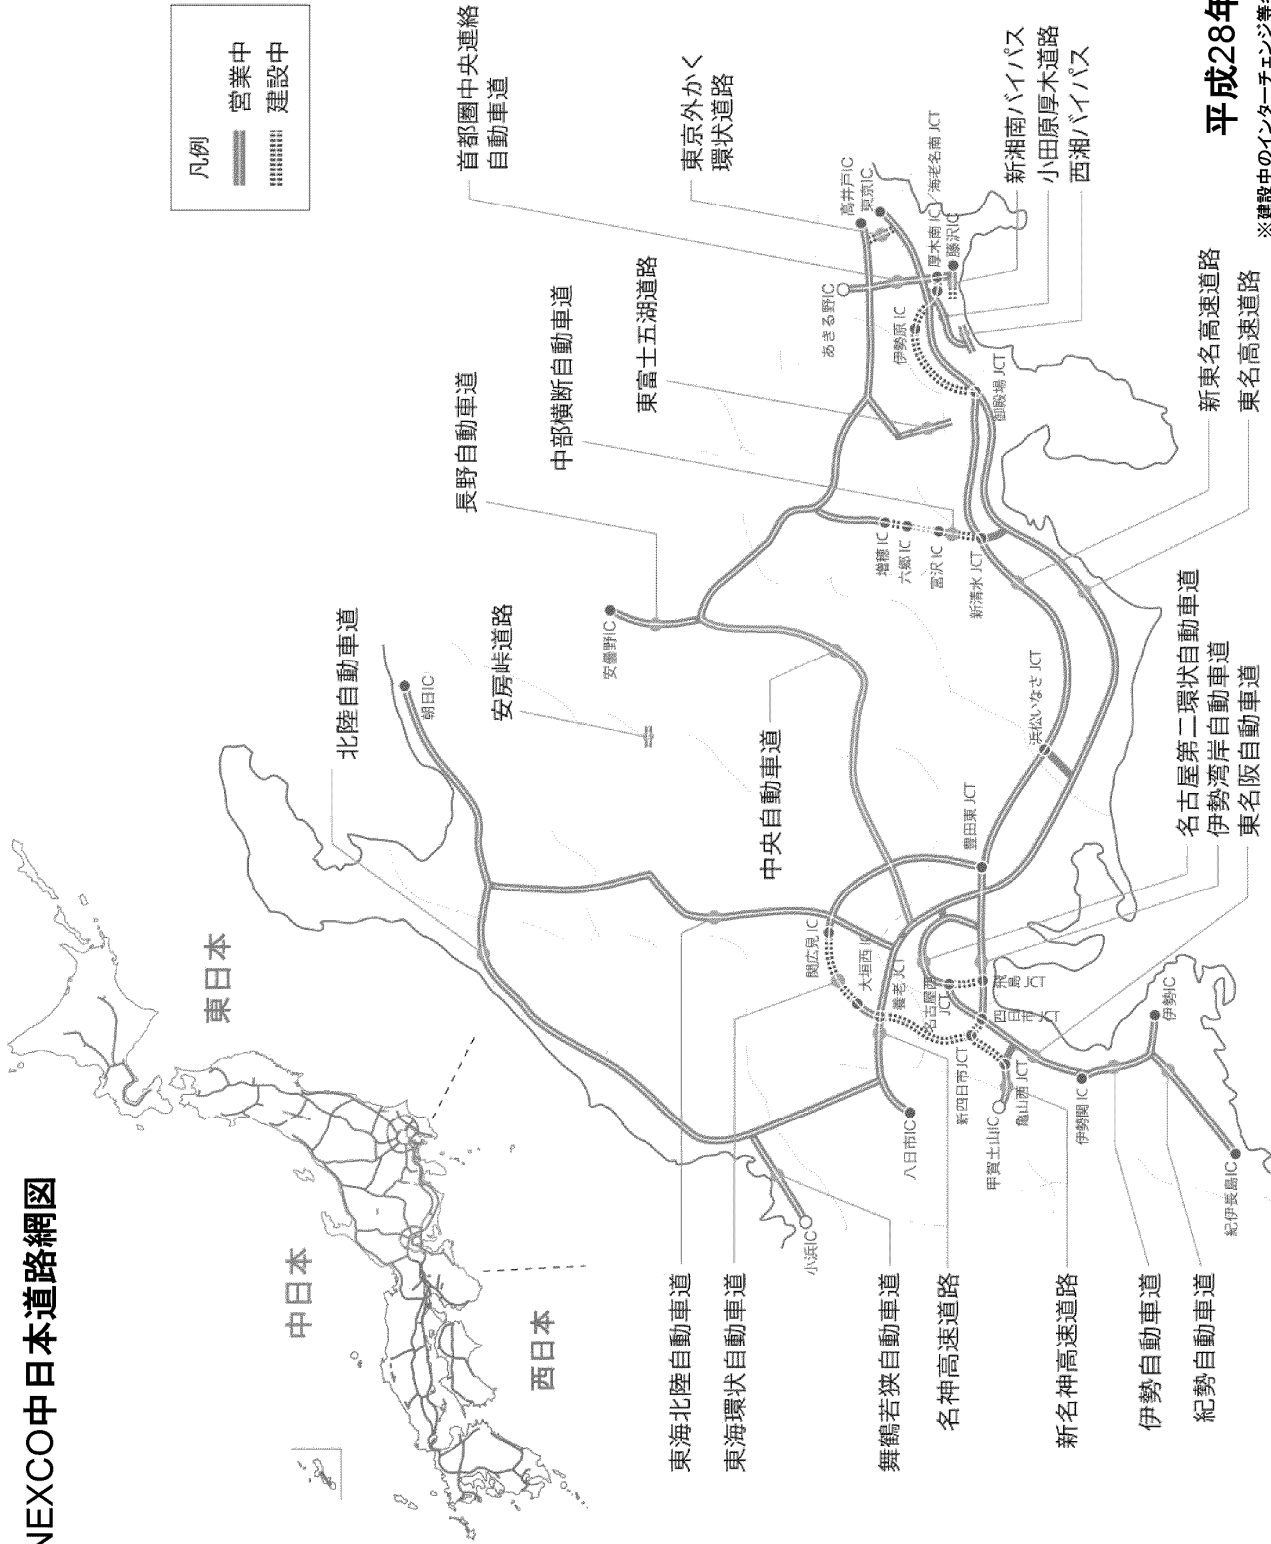 NEXCO中日本道路網図
凡例
営業中
建設中
東日本
中日本
西日本
北陸自動車道
安房峠道路
長野自動車道
中部横断自動車道
東富士五湖道路
首都圏中央連絡
自動車道
東京外かく
環状道路
中央自動車道
朝日IC
安曇野IC
高井戸IC
東京IC
あきる野IC
厚木南IC
海老名南JCT
藤沢IC
伊勢原IC
御殿場JCT
増穂IC
六郷IC
富沢IC
新清水JCT
浜松いなさJCT
豊田東JCT
関広見IC
大垣西IC
養老JCT
名古屋西
JCT
飛島JCT
四日市JCT
新四日市JCT
亀山西JCT
甲賀土山IC
八日市IC
小浜IC
伊勢関IC
伊勢IC
紀伊長島IC
新湘南バイパス
小田原厚木道路
西湘バイパス
新東名高速道路
東名高速道路
名古屋第二環状自動車道
伊勢湾岸自動車道
東名阪自動車道
東海北陸自動車道
東海環状自動車道
舞鶴若狭自動車道
名神高速道路
新名神高速道路
伊勢自動車道
紀勢自動車道
平成28年
※建設中のインターチェンジ等